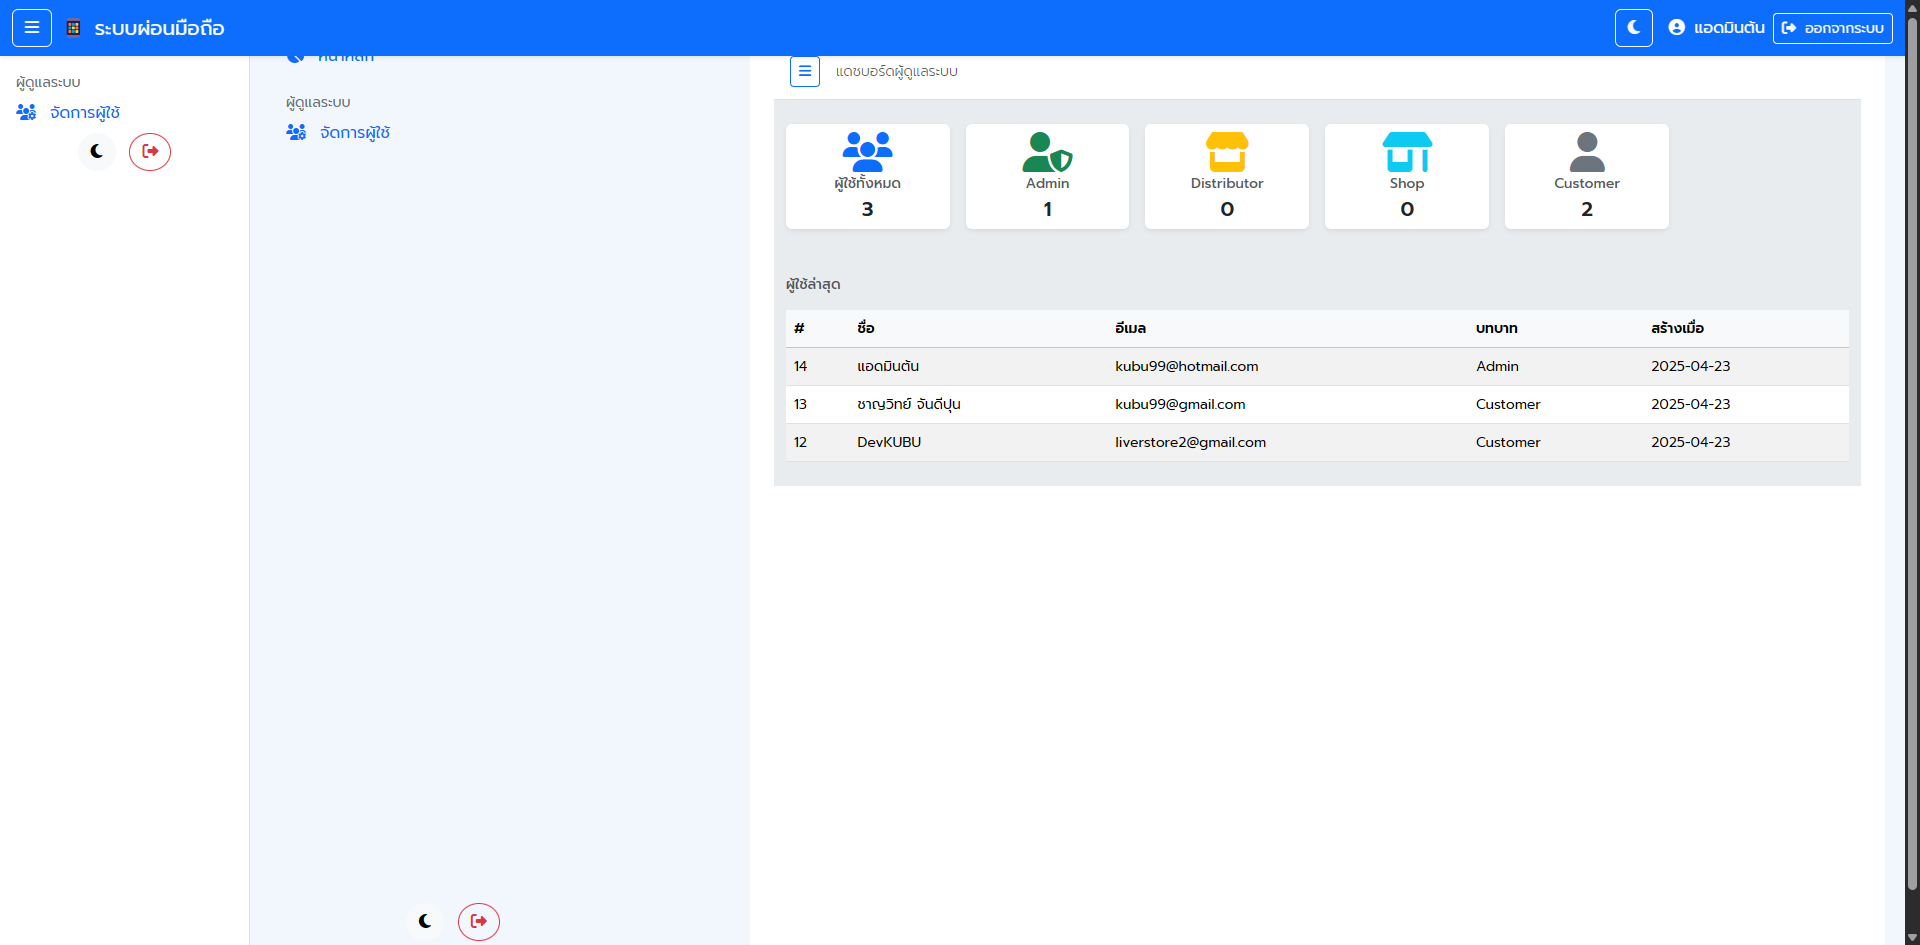 ระบบผ่อนมือถือ
แอดมินต้น
ออกจากระบบ
ผู้ดูแลระบบ
จัดการผู้ใช้
หน้าหลัก
ผู้ดูแลระบบ
จัดการผู้ใช้
แดชบอร์ดผู้ดูแลระบบ
ผู้ใช้ทั้งหมด
3
Admin
1
Distributor
0
Shop
0
Customer
2
ผู้ใช้ล่าสุด
# ชื่อ อีเมล บทบาท สร้างเมื่อ
14 แอดมินต้น kubu99@hotmail.com Admin 2025-04-23
13 ชาญวิทย์ จันดีปุน kubu99@gmail.com Customer 2025-04-23
12 DevKUBU liverstore2@gmail.com Customer 2025-04-23